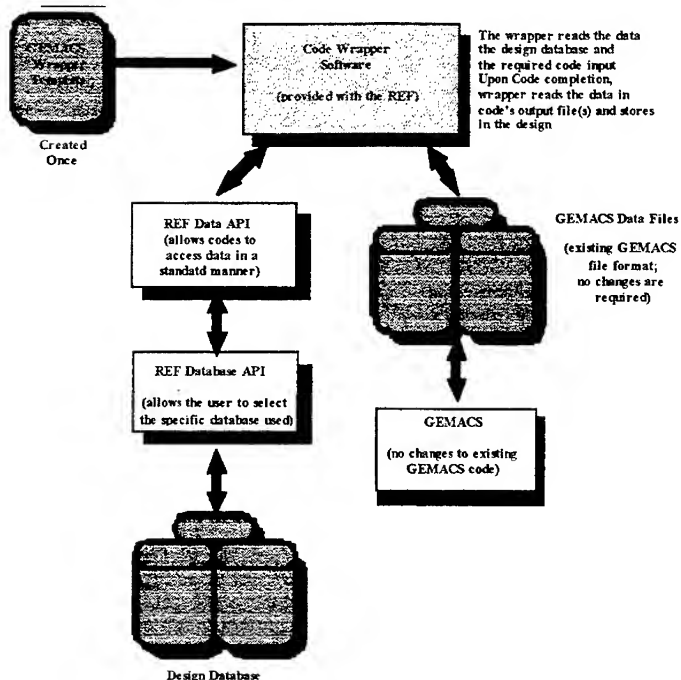 GEMACS
Wrapper
Template
Created
Once
Code Wrapper
Software
(provided with the REF)
The wrapper reads the data
the design database and
the required code input
Upon Code completion,
wrapper reads the data in
code's output file(s) and stores
in the design
REF Data API
(allows codes to
access data in a
standatd manner)
GEMACS Data Files
(existing GEMACS
file format;
no changes are
required)
REF Database API
(allows the user to select
the specific database used)
GEMACS
(no changes to existing
GEMACS code)
Design Database